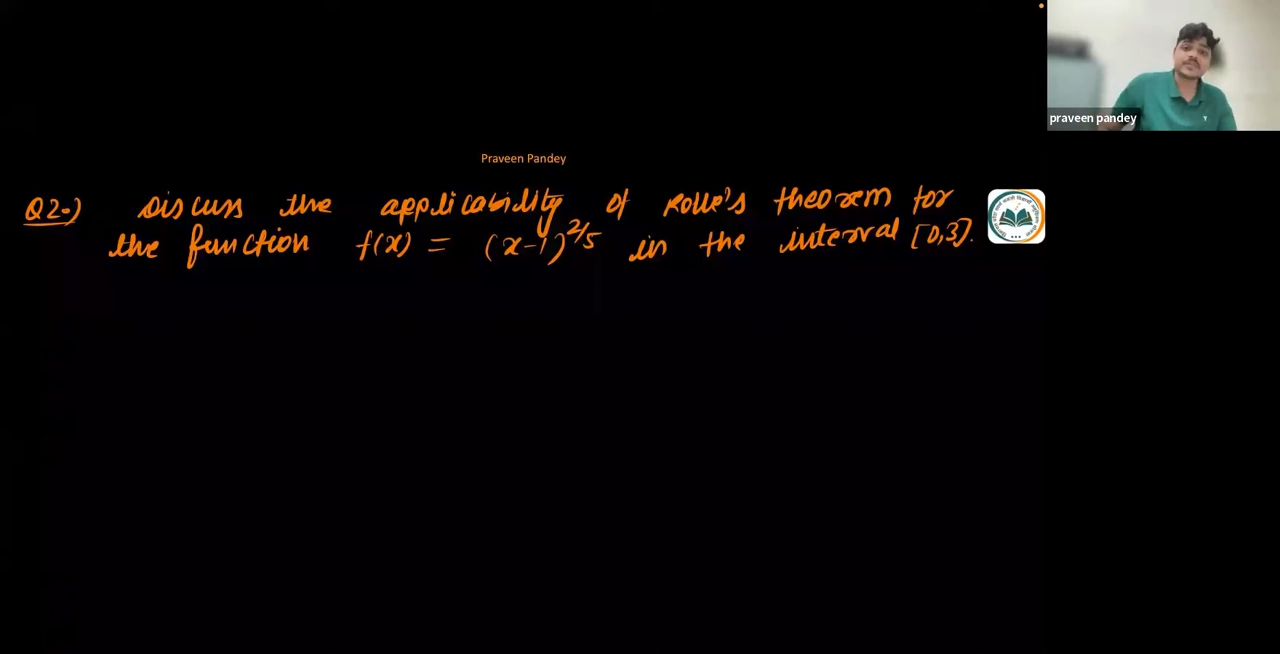 praveen pandey
Praveen Pandey
Q2.) Discuss the applicability of Rolle's theorem for
the function f(x) = (x-1)^2/5 in the interval [0,3].